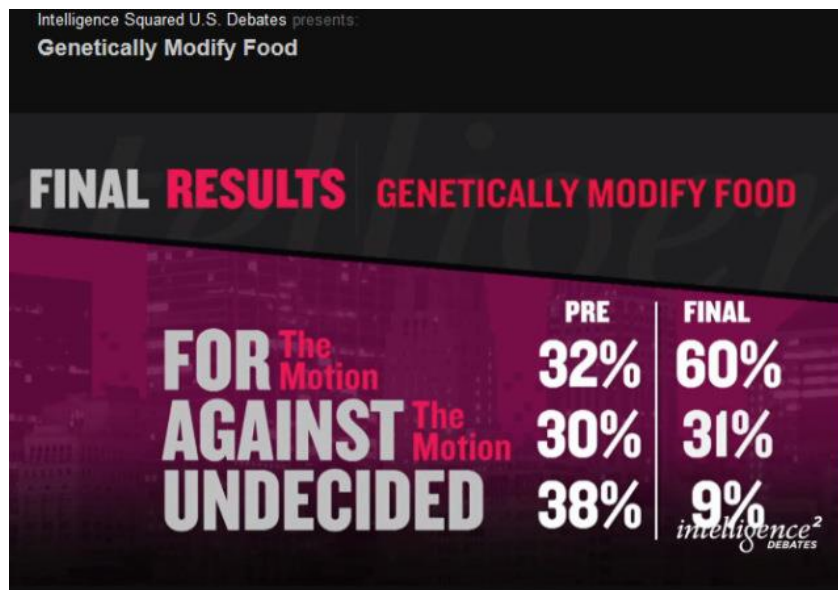 Intelligence Squared U.S. Debates presents:
Genetically Modify Food
FINAL RESULTS GENETICALLY MODIFY FOOD
PRE FINAL
FOR The Motion 32% 60%
AGAINST The Motion 30% 31%
UNDECIDED 38% 9%
intelligence²
DEBATES